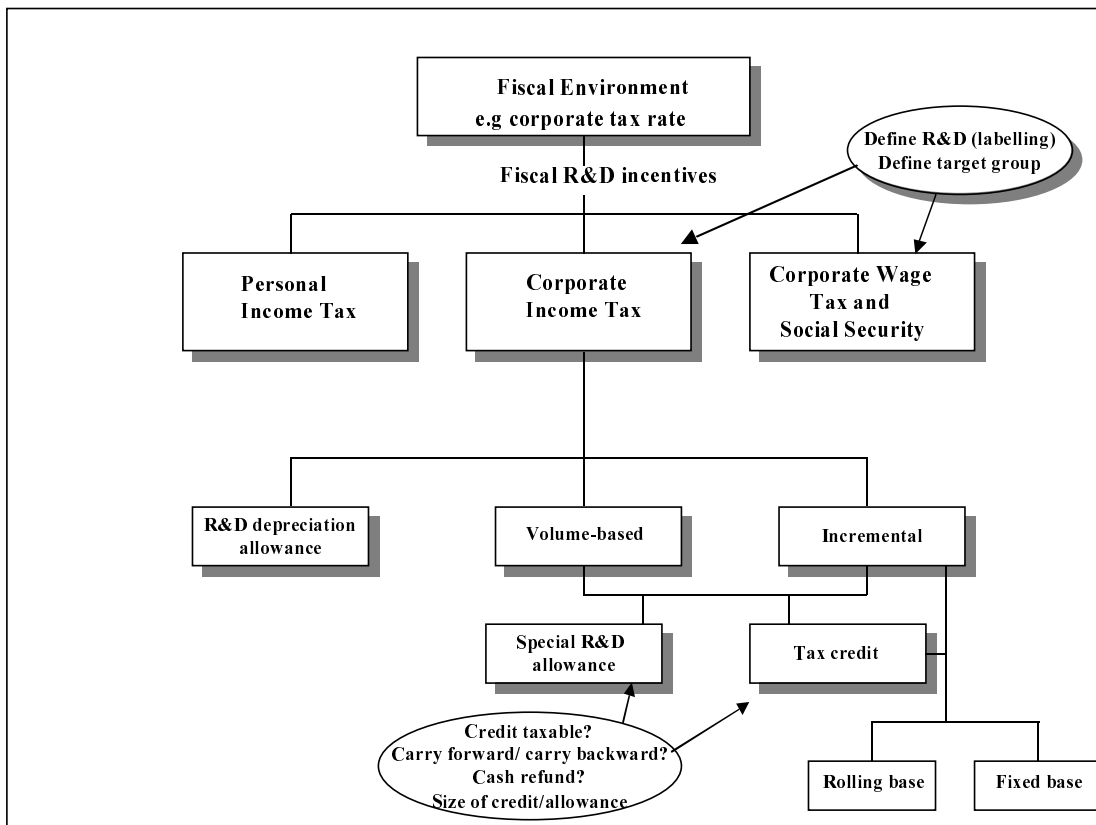 Fiscal Environment
e.g corporate tax rate
Define R&D (labelling)
Define target group
Fiscal R&D incentives
Personal
Income Tax
Corporate
Income Tax
Corporate Wage
Tax and
Social Security
R&D depreciation
allowance
Volume-based
Incremental
Special R&D
allowance
Tax credit
Credit taxable?
Carry forward/ carry backward?
Cash refund?
Size of credit/allowance
Rolling base
Fixed base